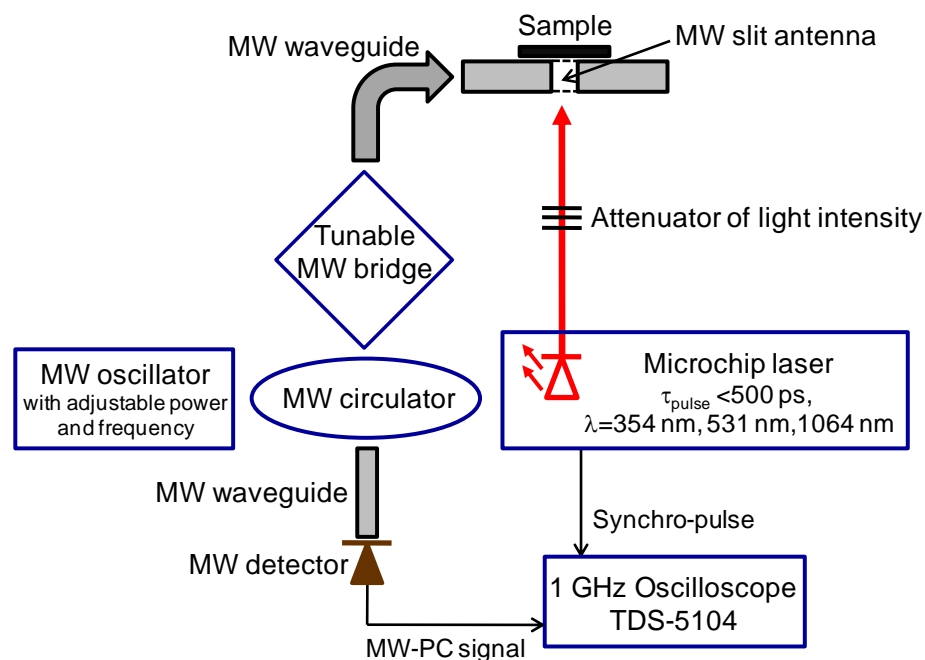 Sample
MW waveguide
MW slit antenna
Attenuator of light intensity
Tunable
MW bridge
MW oscillator
with adjustable power
and frequency
MW circulator
Microchip laser
τpulse <500 ps,
λ=354 nm, 531 nm,1064 nm
MW waveguide
Synchro-pulse
MW detector
1 GHz Oscilloscope
TDS-5104
MW-PC signal